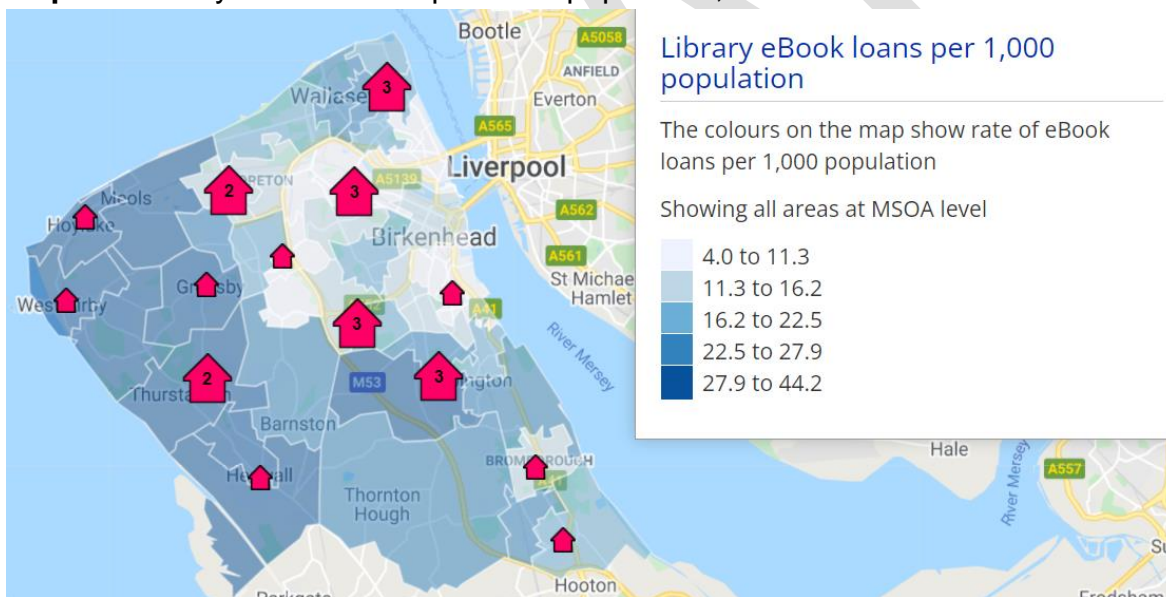 Bootle
A5058
ANFIELD
Everton
A565
Liverpool
A5139
A562
Birkenhead
A561
St Michae
Hamlet
A41
River Mersey
Meols
3
2
3
3
2
3
M53
Barnston
Thornton
Hough
Hooton
Hale
River Mersey
A557
Library eBook loans per 1,000
population
The colours on the map show rate of eBook
loans per 1,000 population
Showing all areas at MSOA level
4.0 to 11.3
11.3 to 16.2
16.2 to 22.5
22.5 to 27.9
27.9 to 44.2